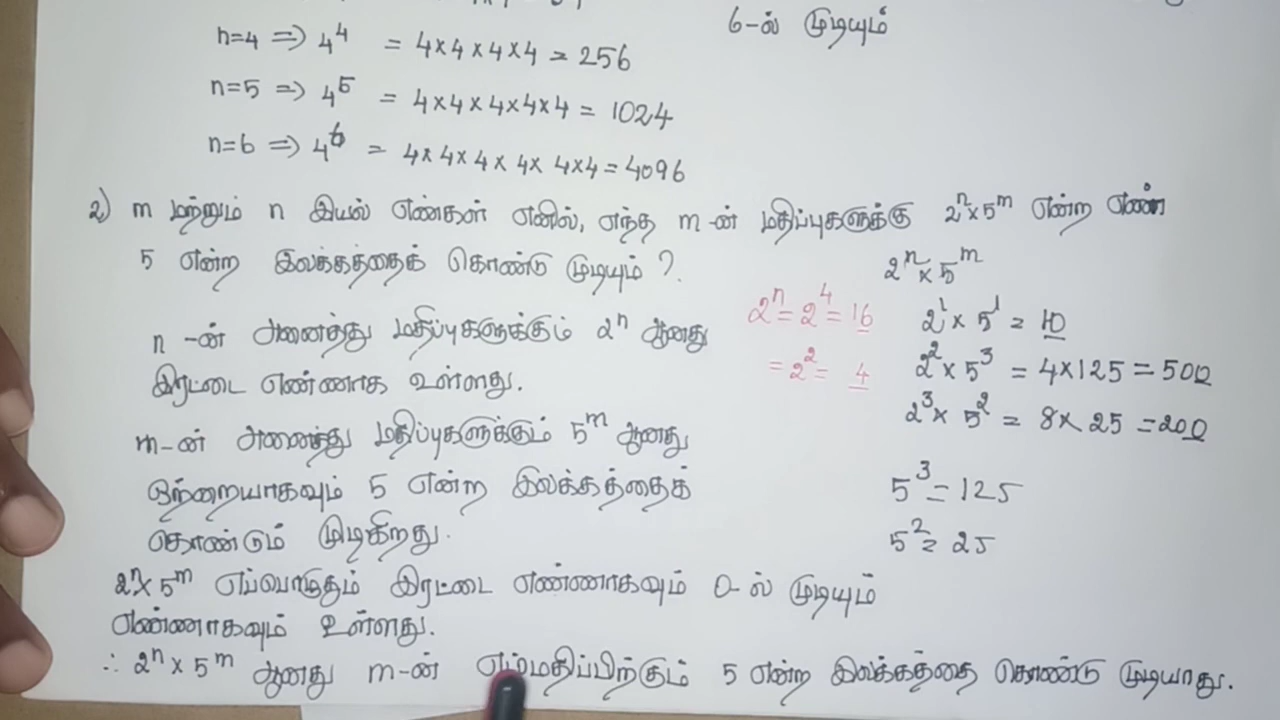 6-ல் முடியும்
n=4 => 4⁴ = 4×4×4×4 = 256
n=5 => 4⁵ = 4×4×4×4×4 = 1024
n=6 => 4⁶ = 4×4×4×4×4×4 = 4096
2) m மற்றும் n இயல் எண்கள் எனில், எந்த m-ன் மதிப்புகளுக்கு 2ⁿ×5ᵐ என்ற எண்
5 என்ற இலக்கத்தைக் கொண்டு முடியும் ?
n -ன் அனைத்து மதிப்புகளுக்கும் 2ⁿ ஆனது
இரட்டை எண்ணாக உள்ளது.
m-ன் அனைத்து மதிப்புகளுக்கும் 5ᵐ ஆனது
ஒற்றையாகவும் 5 என்ற இலக்கத்தைக்
கொண்டும் முடிகிறது.
2ⁿ = 2⁴ = 16
= 2² = 4
2ⁿ×5ᵐ
2¹ × 5¹ = 10
2² × 5³ = 4×125 = 500
2³ × 5² = 8×25 = 200
5³ = 125
5² = 25
2ⁿ×5ᵐ எப்பொழுதும் இரட்டை எண்ணாகவும் 0-ல் முடியும்
எண்ணாகவும் உள்ளது.
∴ 2ⁿ × 5ᵐ ஆனது m-ன் எம்மதிப்பிற்கும் 5 என்ற இலக்கத்தை கொண்டு முடியாது.